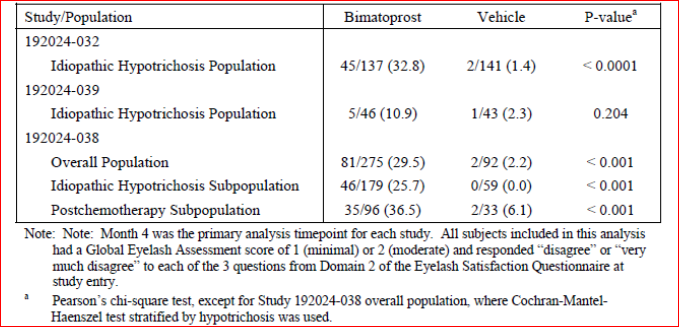 Study/Population Bimatoprost Vehicle P-valueᵃ
192024-032
Idiopathic Hypotrichosis Population 45/137 (32.8) 2/141 (1.4) < 0.0001
192024-039
Idiopathic Hypotrichosis Population 5/46 (10.9) 1/43 (2.3) 0.204
192024-038
Overall Population 81/275 (29.5) 2/92 (2.2) < 0.001
Idiopathic Hypotrichosis Subpopulation 46/179 (25.7) 0/59 (0.0) < 0.001
Postchemotherapy Subpopulation 35/96 (36.5) 2/33 (6.1) < 0.001
Note: Note: Month 4 was the primary analysis timepoint for each study. All subjects included in this analysis
had a Global Eyelash Assessment score of 1 (minimal) or 2 (moderate) and responded “disagree” or “very
much disagree” to each of the 3 questions from Domain 2 of the Eyelash Satisfaction Questionnaire at
study entry.
ᵃ Pearson’s chi-square test, except for Study 192024-038 overall population, where Cochran-Mantel-
Haenszel test stratified by hypotrichosis was used.